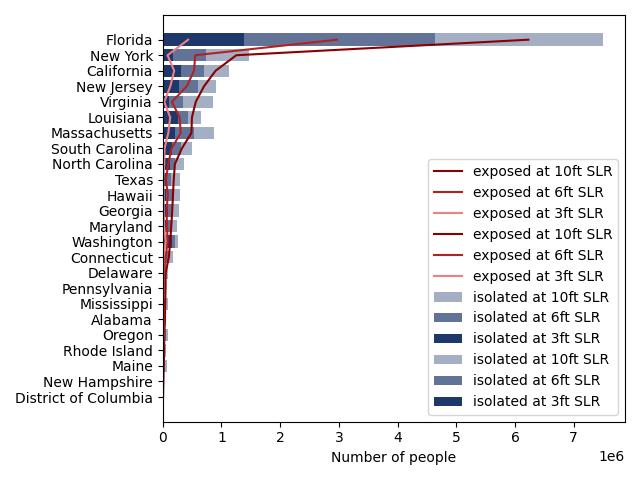 Florida
New York
California
New Jersey
Virginia
Louisiana
Massachusetts
South Carolina
North Carolina
Texas
Hawaii
Georgia
Maryland
Washington
Connecticut
Delaware
Pennsylvania
Mississippi
Alabama
Oregon
Rhode Island
Maine
New Hampshire
District of Columbia
exposed at 10ft SLR
exposed at 6ft SLR
exposed at 3ft SLR
exposed at 10ft SLR
exposed at 6ft SLR
exposed at 3ft SLR
isolated at 10ft SLR
isolated at 6ft SLR
isolated at 3ft SLR
isolated at 10ft SLR
isolated at 6ft SLR
isolated at 3ft SLR
0 1 2 3 4 5 6 7
Number of people
1e6